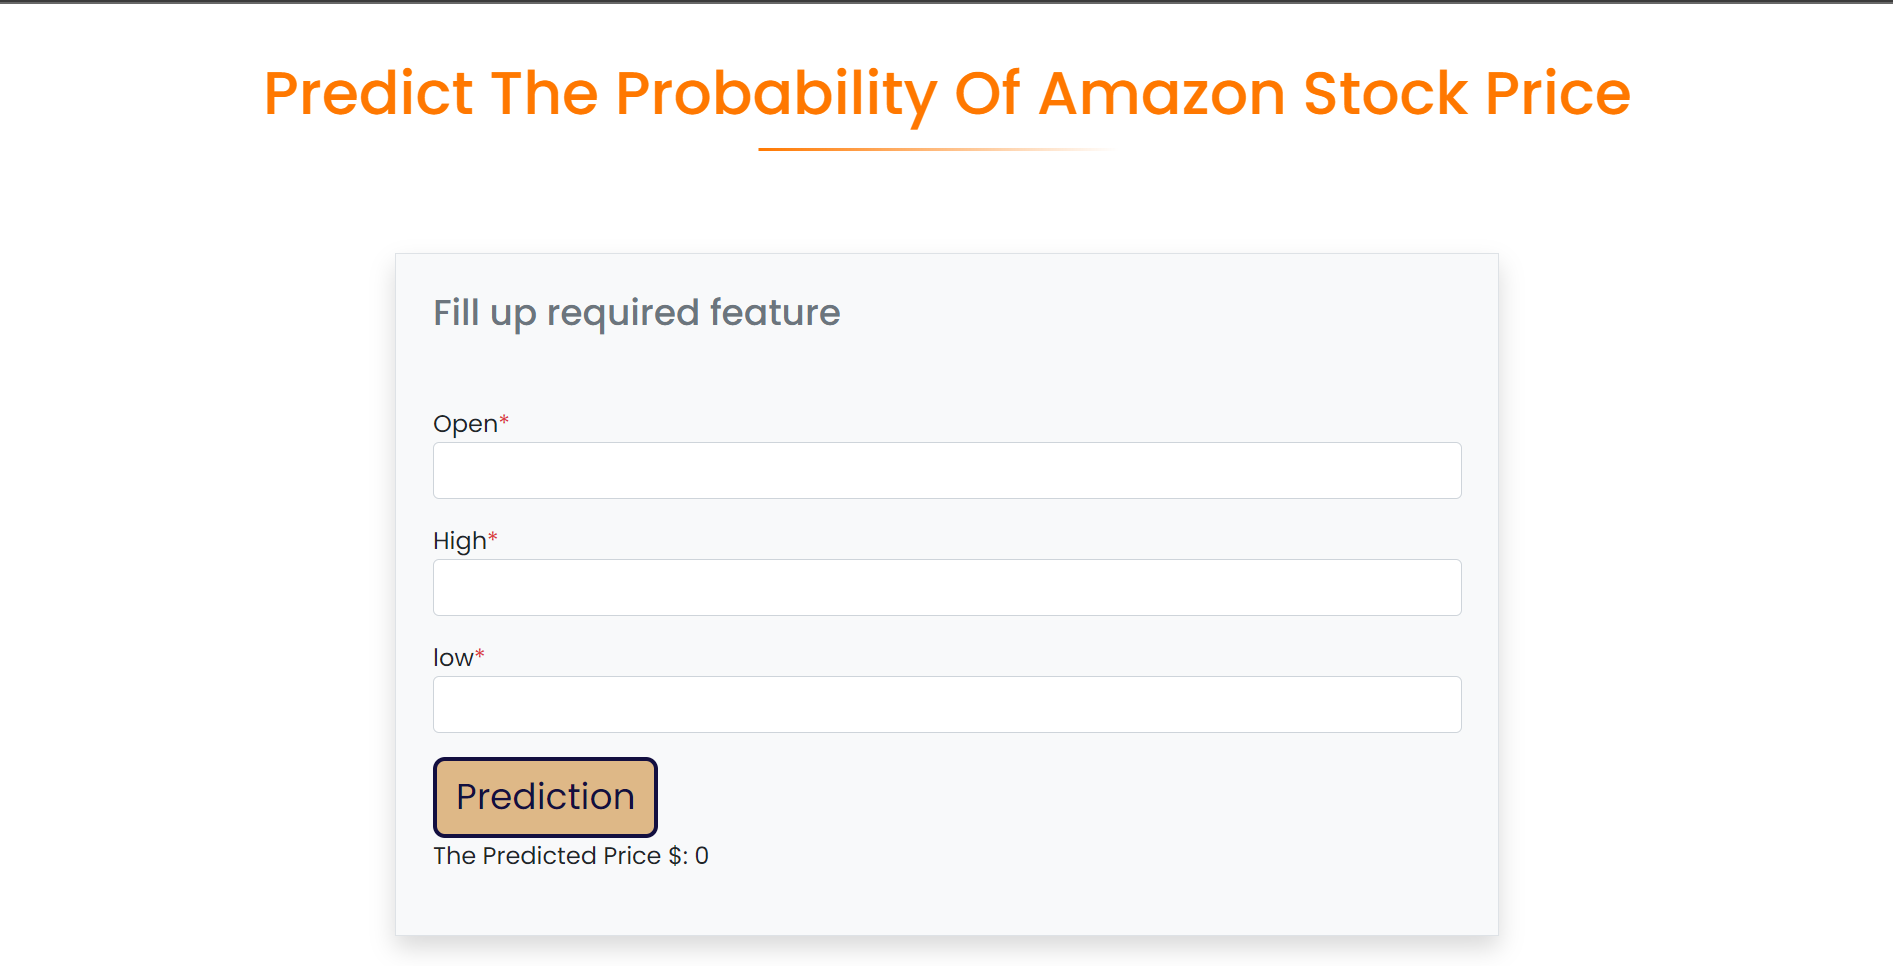 Predict The Probability Of Amazon Stock Price
Fill up required feature
Open*
High*
low*
Prediction
The Predicted Price $: 0